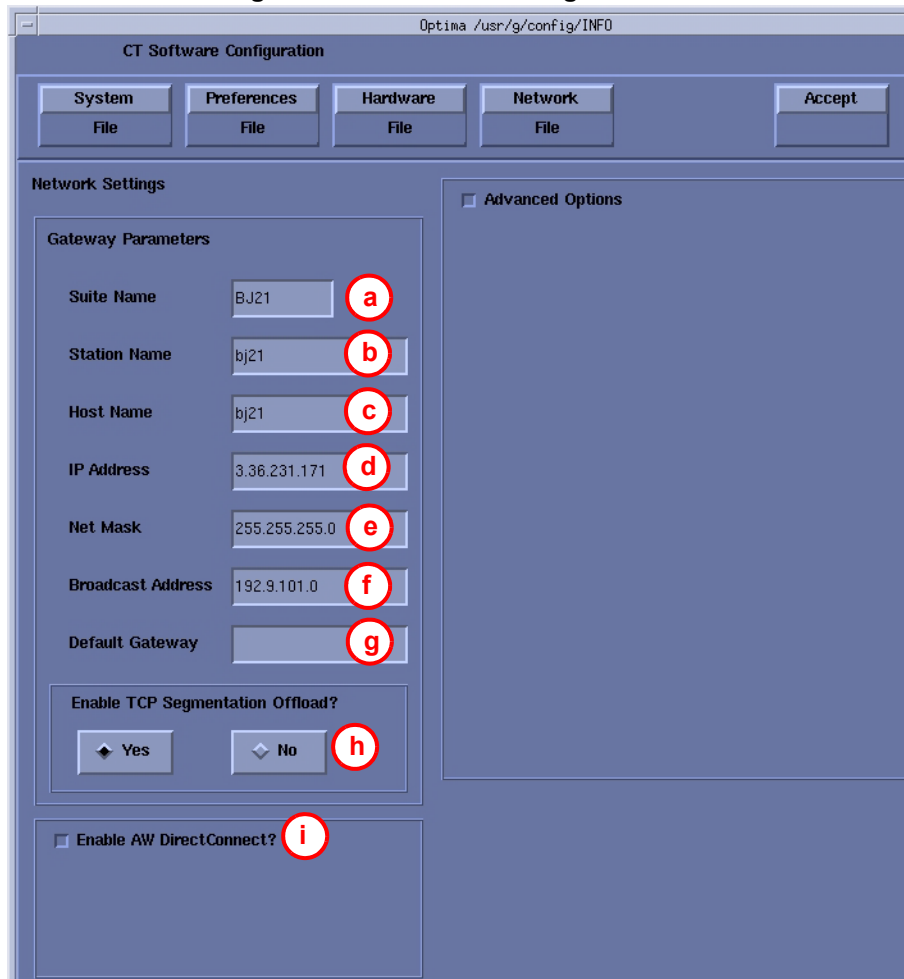 Optima /usr/g/config/INFO
CT Software Configuration
System Preferences Hardware Network Accept
File File File File
Network Settings
Advanced Options
Gateway Parameters
Suite Name BJ21 a
Station Name bj21 b
Host Name bj21 c
IP Address 3.36.231.171 d
Net Mask 255.255.255.0 e
Broadcast Address 192.9.101.0 f
Default Gateway g
Enable TCP Segmentation Offload?
Yes No h
Enable AW DirectConnect? i